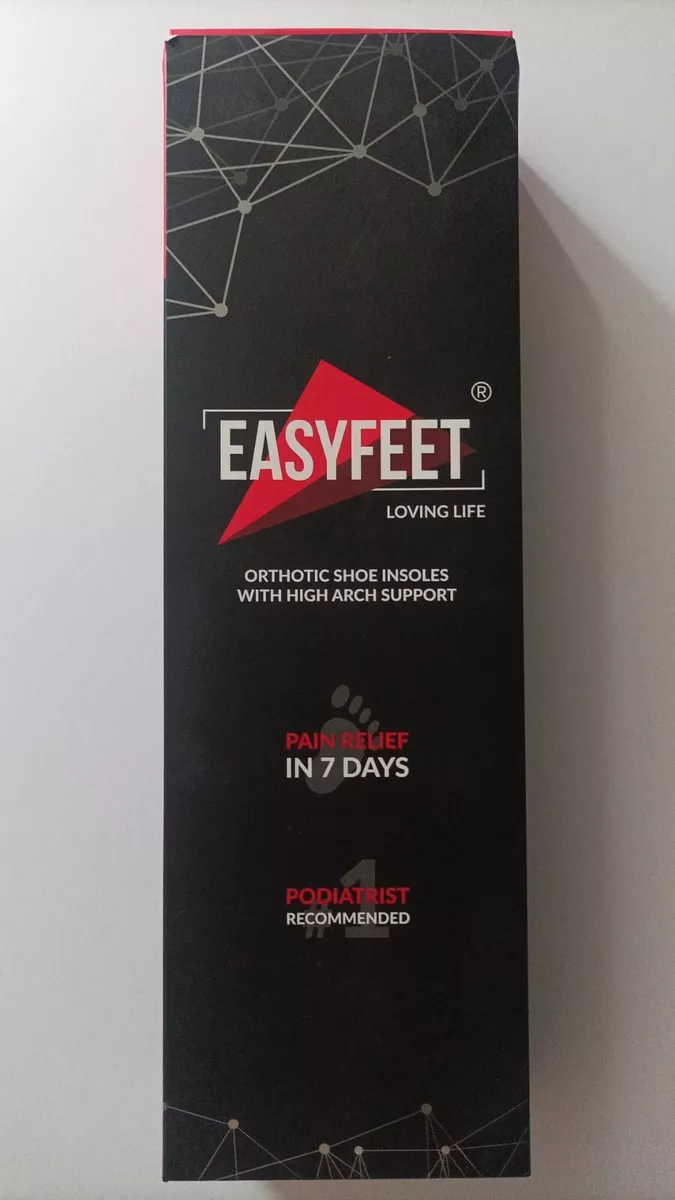 EASYFEET®
LOVING LIFE
ORTHOTIC SHOE INSOLES
WITH HIGH ARCH SUPPORT
PAIN RELIEF
IN 7 DAYS
#1
PODIATRIST
RECOMMENDED